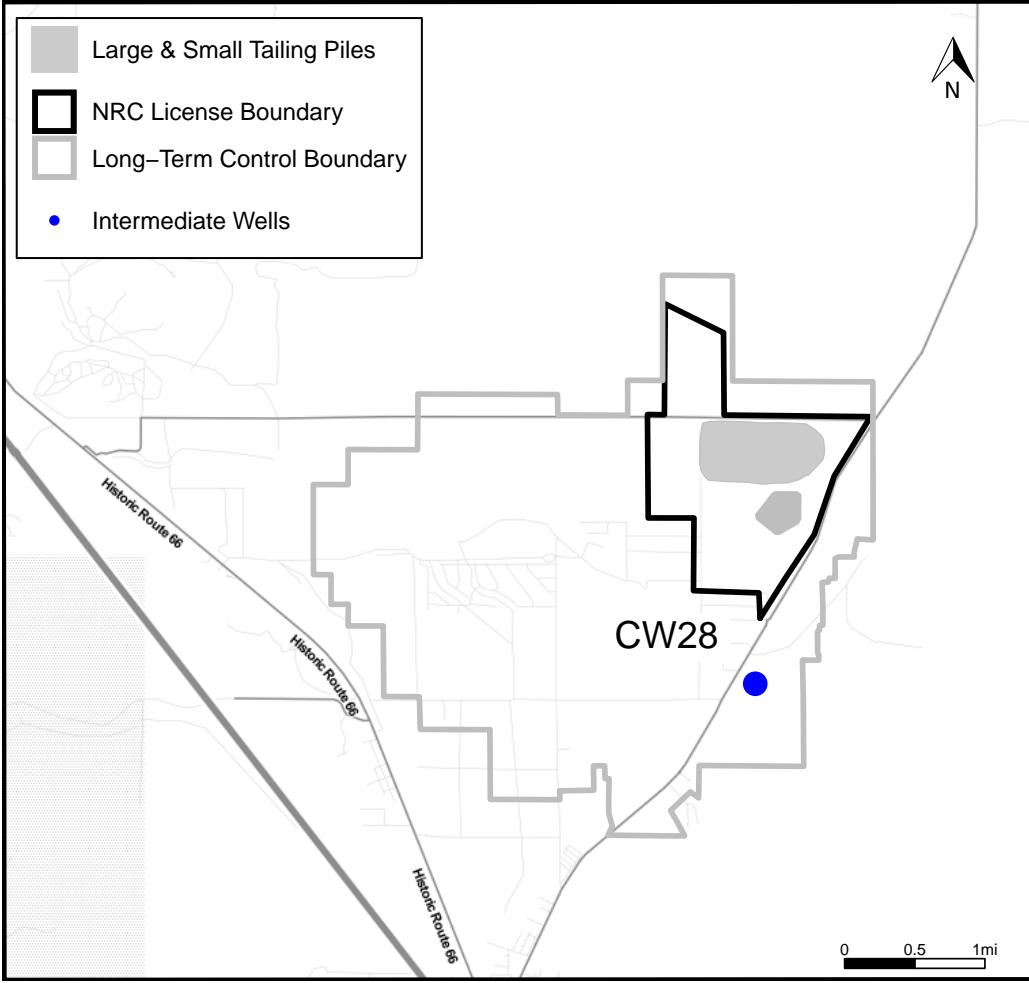 Large & Small Tailing Piles
NRC License Boundary
Long−Term Control Boundary
Intermediate Wells
N
Historic Route 66
Historic Route 66
CW28
Historic Route 66
0 0.5 1mi